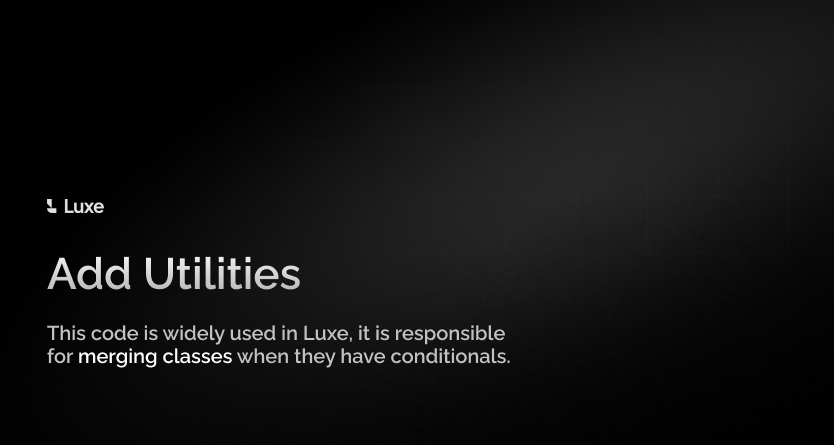 Luxe
Add Utilities
This code is widely used in Luxe, it is responsible
for merging classes when they have conditionals.